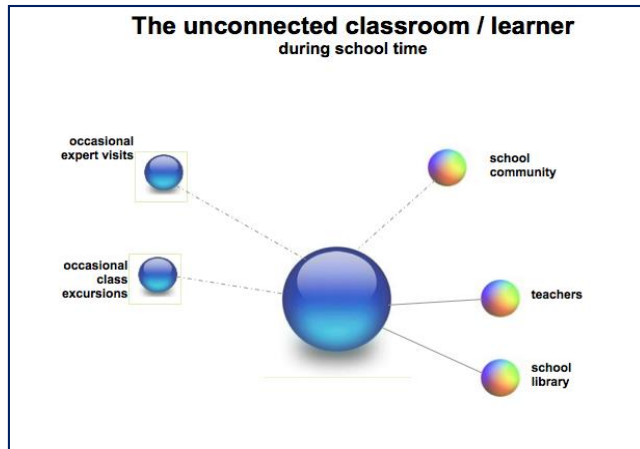 The unconnected classroom / learner
during school time
occasional
expert visits
school
community
occasional
class
excursions
teachers
school
library